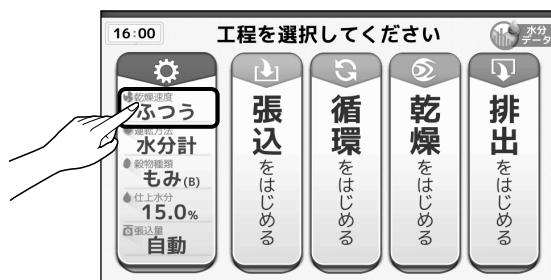 16:00
工程を選択してください
水分
データ
乾燥速度
ふつう
運転方法
水分計
穀物種類
もみ(B)
仕上水分
15.0%
張込量
自動
張込をはじめる
循環をはじめる
乾燥をはじめる
排出をはじめる